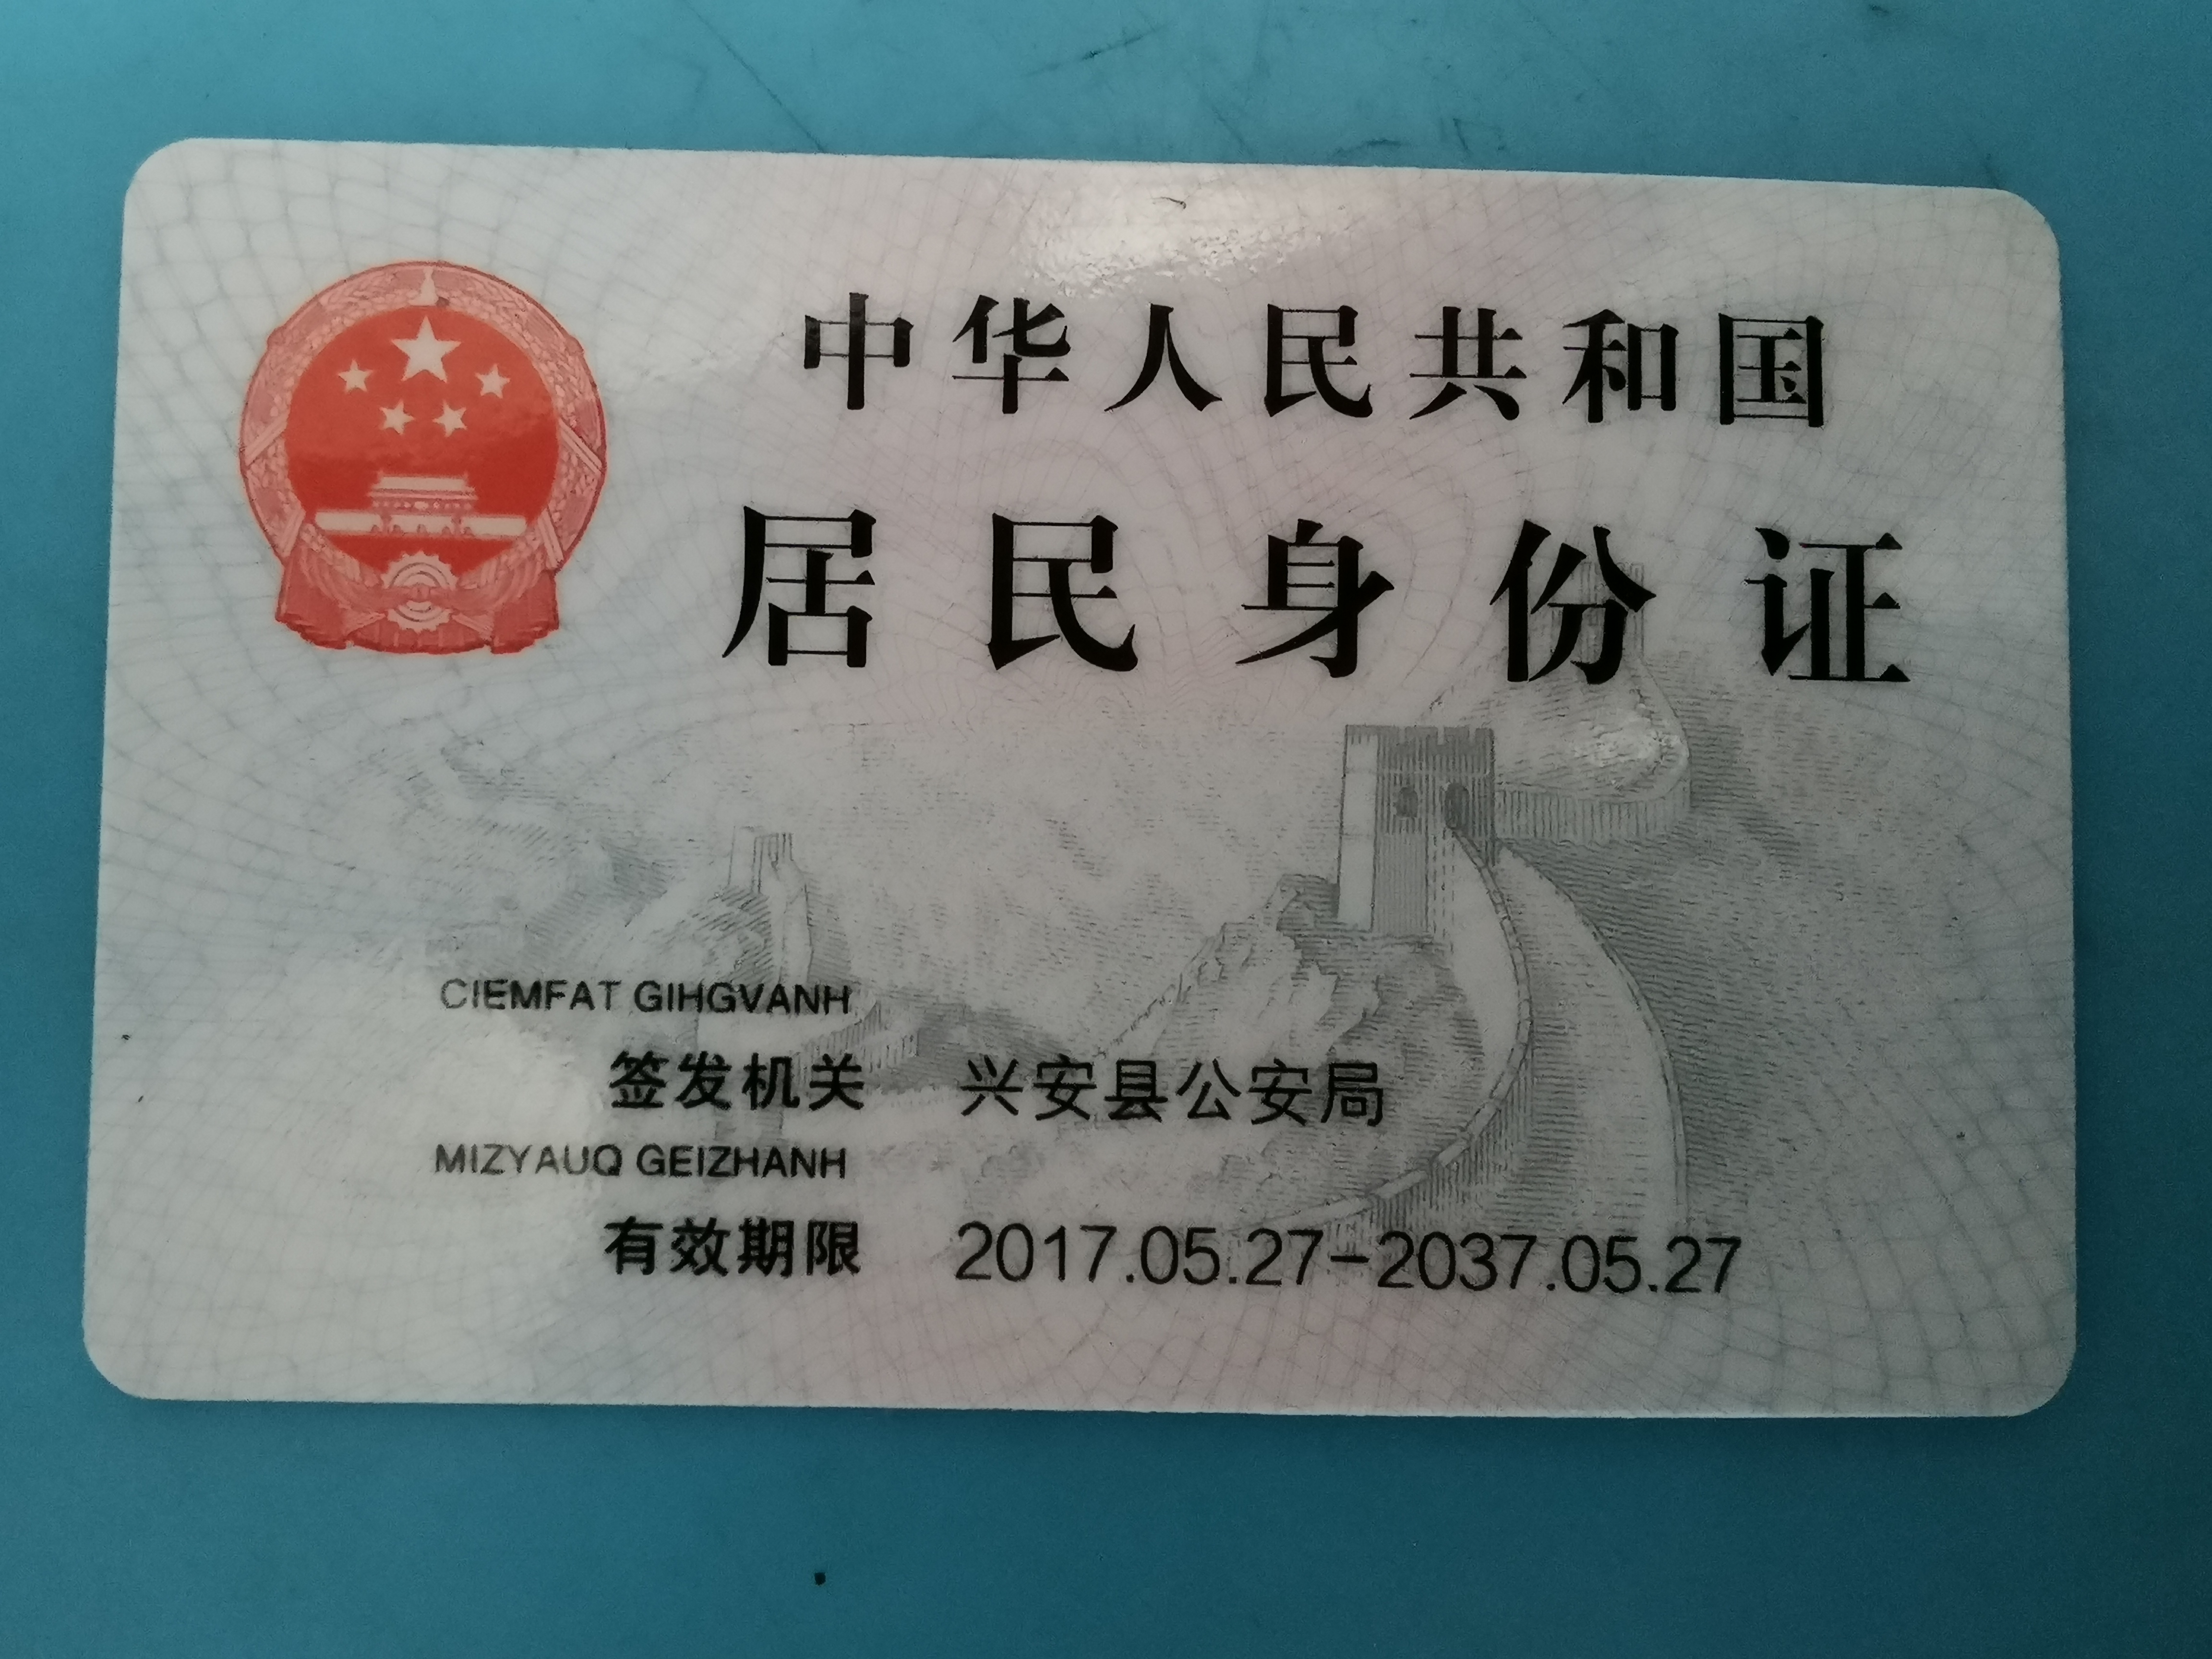 中华人民共和国
居民身份证
CIEMFAT GIHGVANH
签发机关 兴安县公安局
MIZYAUQ GEIZHANH
有效期限 2017.05.27-2037.05.27